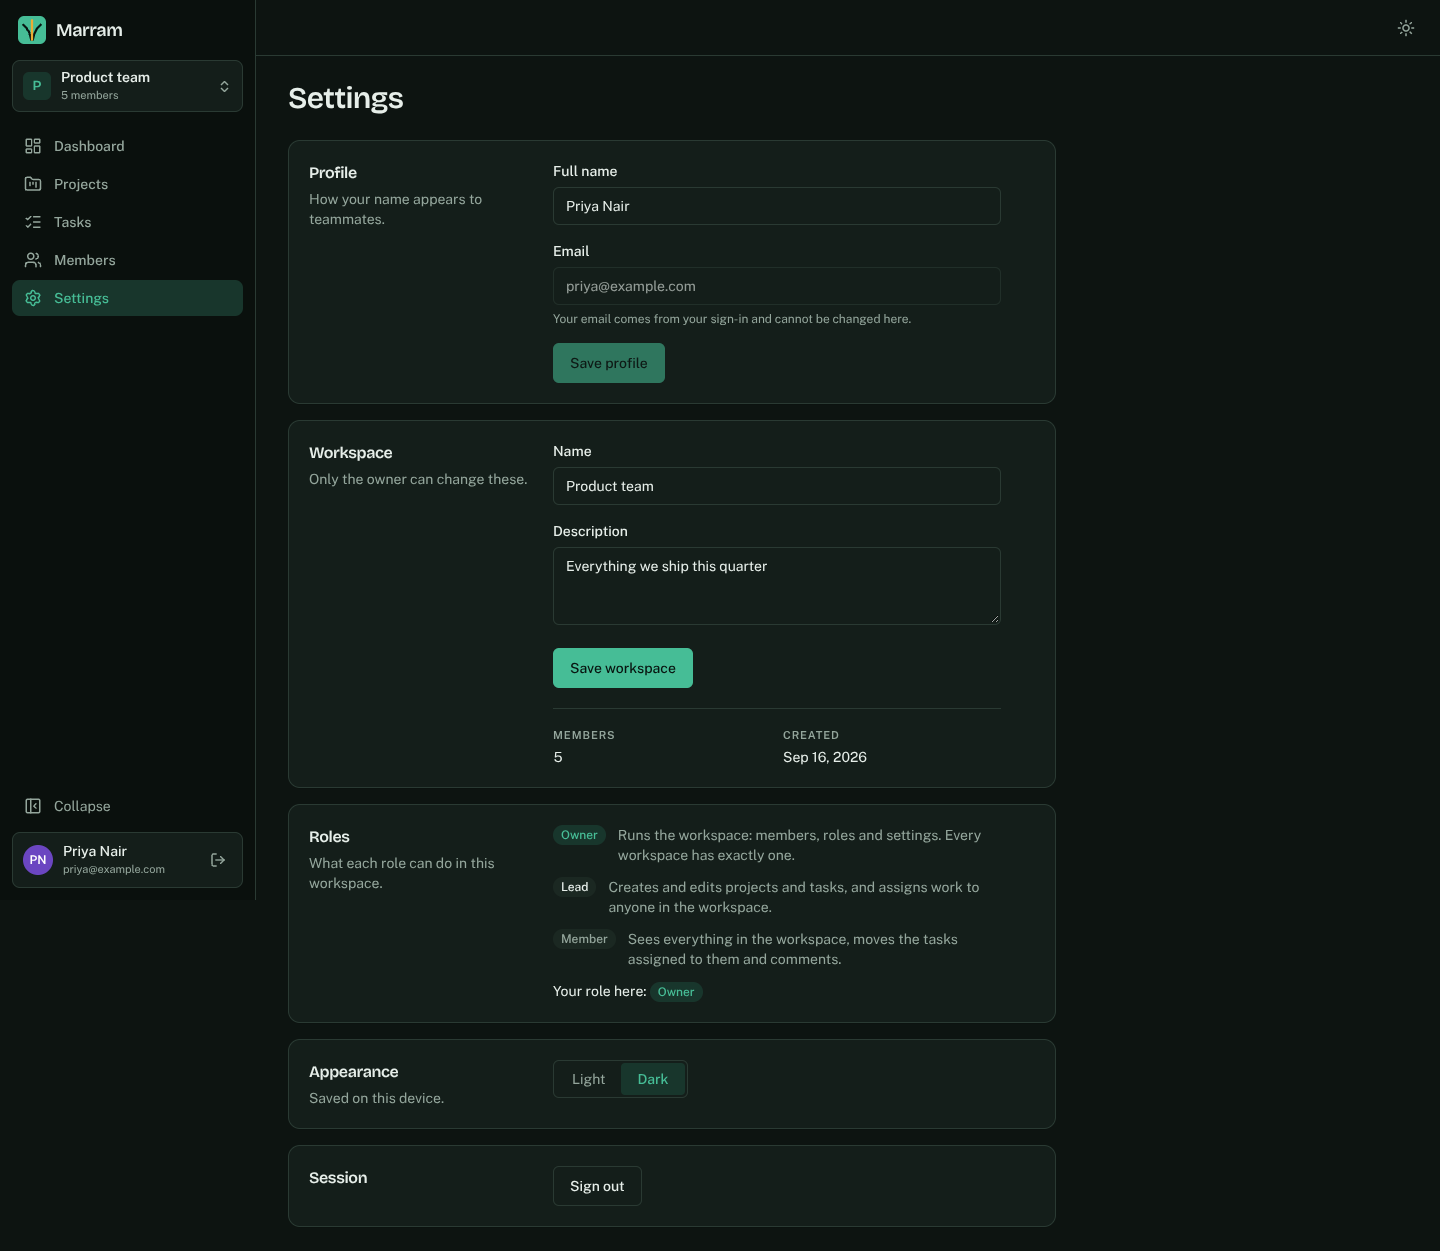 Marram
P
Product team
5 members
Dashboard
Projects
Tasks
Members
Settings
Collapse
PN
Priya Nair
priya@example.com
Settings
Profile
How your name appears to
teammates.
Full name
Priya Nair
Email
priya@example.com
Your email comes from your sign-in and cannot be changed here.
Save profile
Workspace
Only the owner can change these.
Name
Product team
Description
Everything we ship this quarter
Save workspace
MEMBERS
5
CREATED
Sep 16, 2026
Roles
What each role can do in this
workspace.
Owner
Runs the workspace: members, roles and settings. Every
workspace has exactly one.
Lead
Creates and edits projects and tasks, and assigns work to
anyone in the workspace.
Member
Sees everything in the workspace, moves the tasks
assigned to them and comments.
Your role here: Owner
Appearance
Saved on this device.
Light
Dark
Session
Sign out